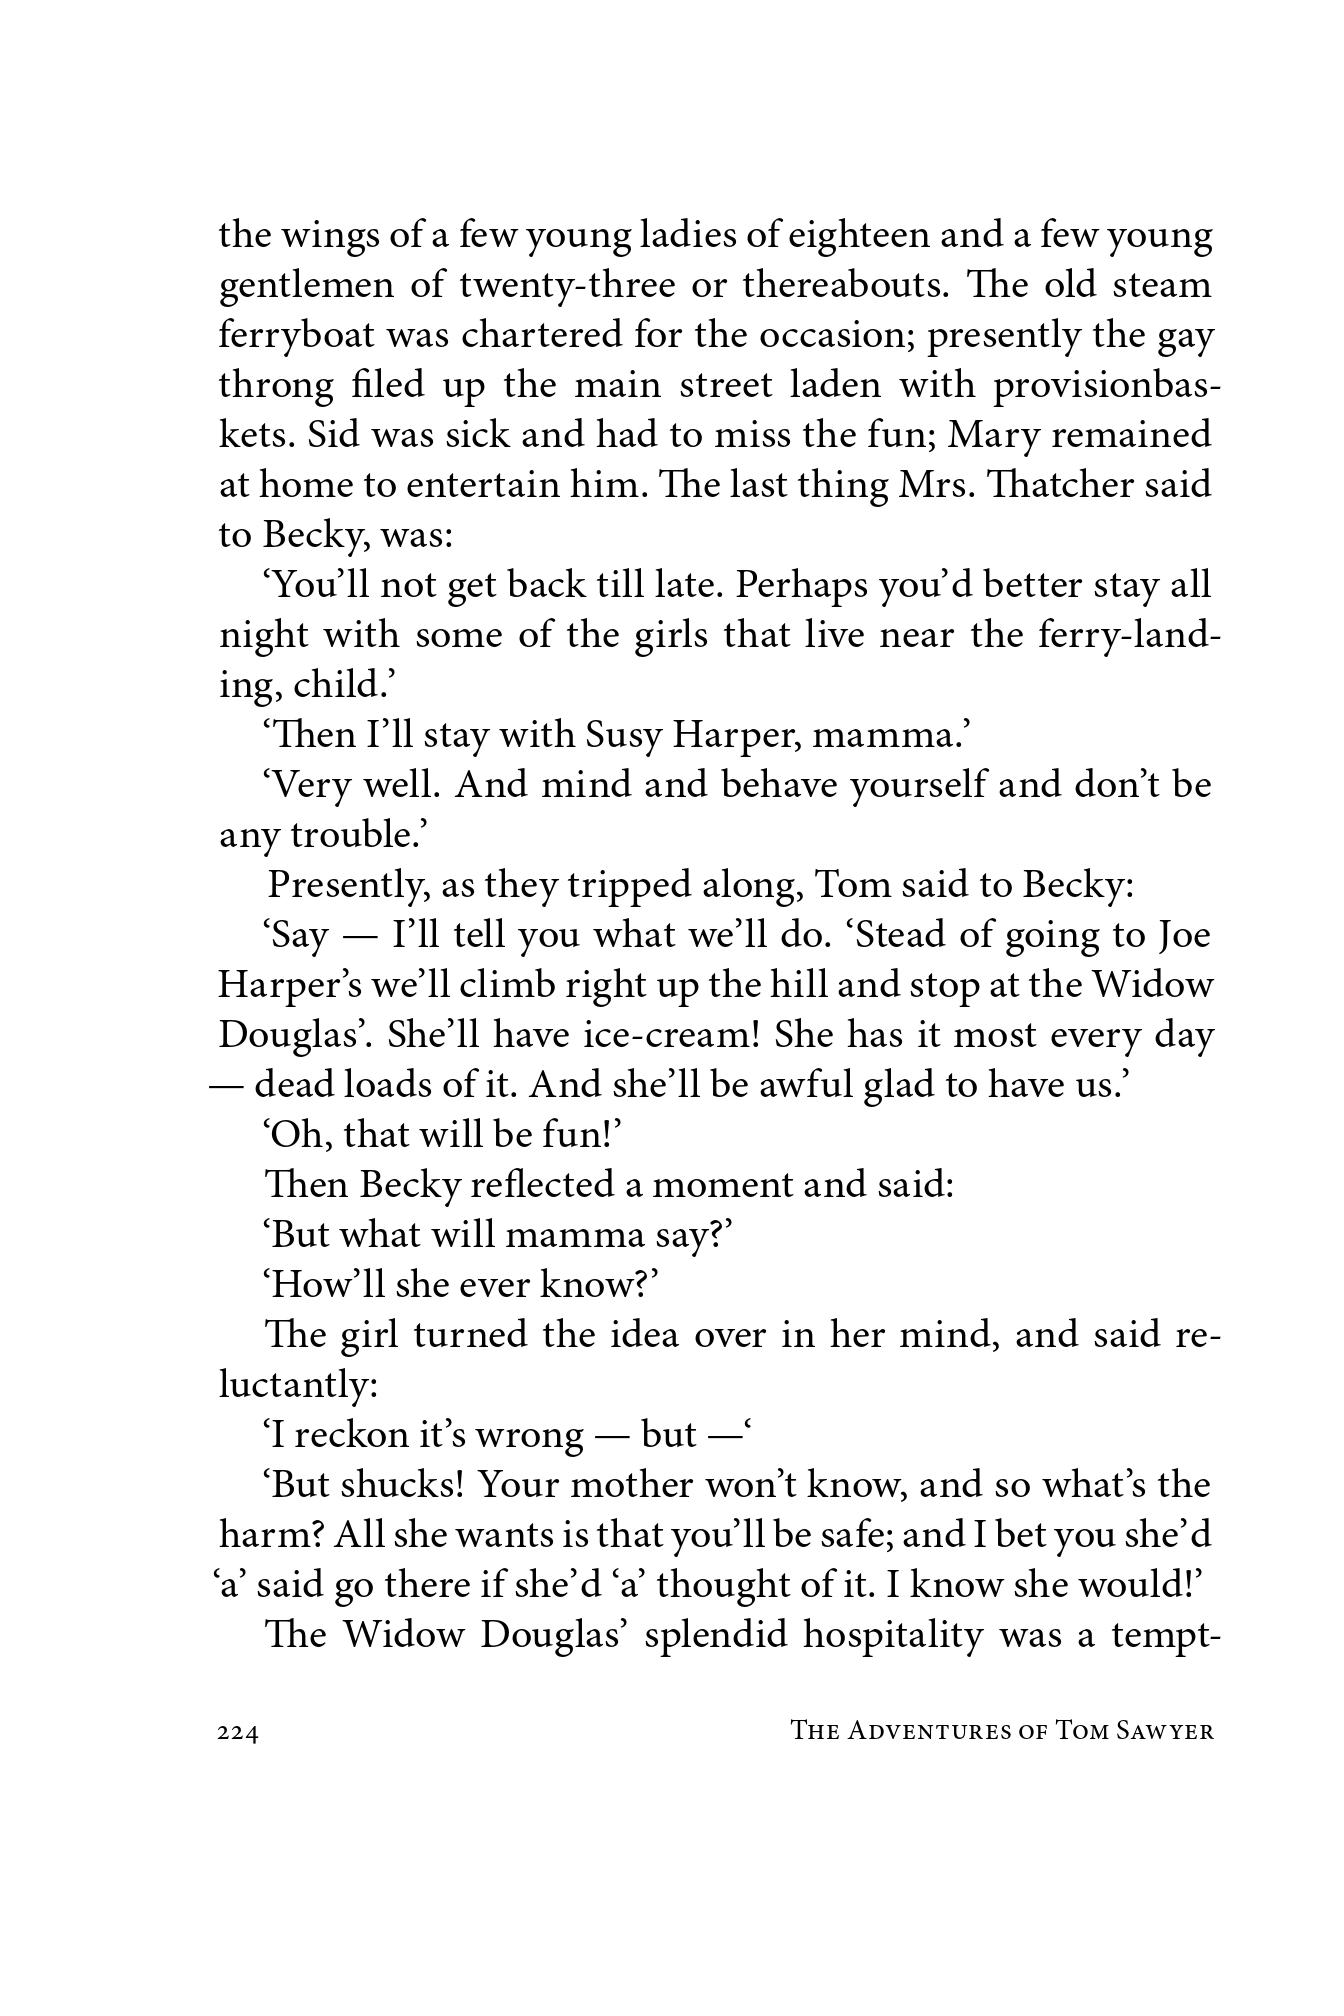 the wings of a few young ladies of eighteen and a few young
gentlemen of twenty-three or thereabouts. The old steam
ferryboat was chartered for the occasion; presently the gay
throng filed up the main street laden with provisionbas-
kets. Sid was sick and had to miss the fun; Mary remained
at home to entertain him. The last thing Mrs. Thatcher said
to Becky, was:
‘You’ll not get back till late. Perhaps you’d better stay all
night with some of the girls that live near the ferry-land-
ing, child.’
‘Then I’ll stay with Susy Harper, mamma.’
‘Very well. And mind and behave yourself and don’t be
any trouble.’
Presently, as they tripped along, Tom said to Becky:
‘Say — I’ll tell you what we’ll do. ‘Stead of going to Joe
Harper’s we’ll climb right up the hill and stop at the Widow
Douglas’. She’ll have ice-cream! She has it most every day
— dead loads of it. And she’ll be awful glad to have us.’
‘Oh, that will be fun!’
Then Becky reflected a moment and said:
‘But what will mamma say?’
‘How’ll she ever know?’
The girl turned the idea over in her mind, and said re-
luctantly:
‘I reckon it’s wrong — but —‘
‘But shucks! Your mother won’t know, and so what’s the
harm? All she wants is that you’ll be safe; and I bet you she’d
‘a’ said go there if she’d ‘a’ thought of it. I know she would!’
The Widow Douglas’ splendid hospitality was a tempt-
224 The Adventures of Tom Sawyer